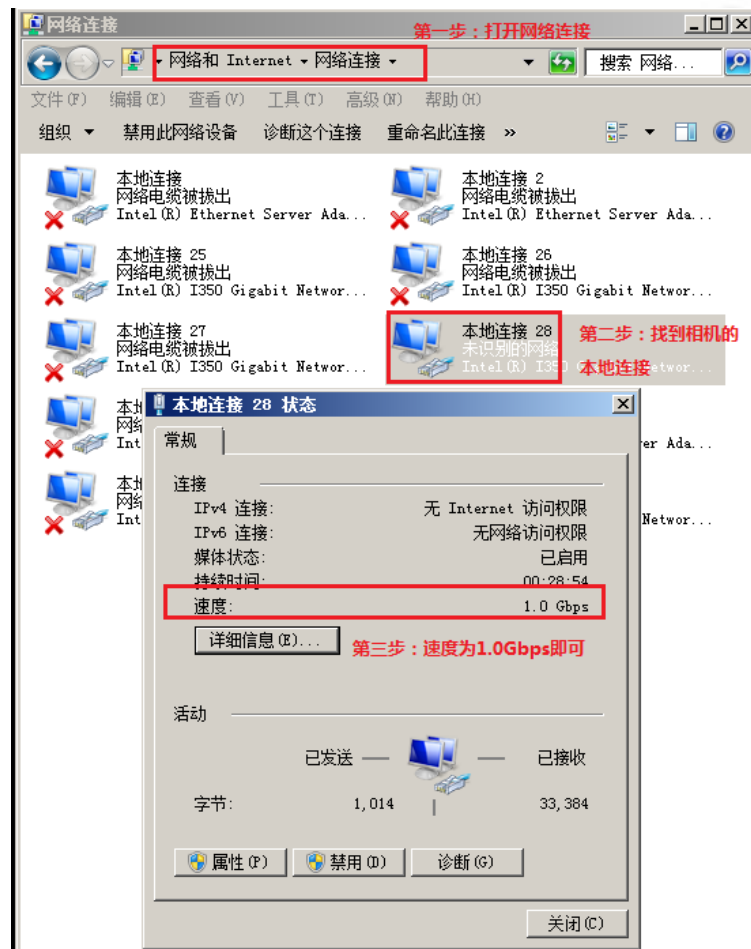 网络连接
第一步：打开网络连接
网络和 Internet
网络连接
搜索 网络...
文件(F) 编辑(E) 查看(V) 工具(T) 高级(N) 帮助(H)
组织 禁用此网络设备 诊断这个连接 重命名此连接 »
本地连接
网络电缆被拔出
Intel(R) Ethernet Server Ada...
本地连接 2
网络电缆被拔出
Intel(R) Ethernet Server Ada...
本地连接 25
网络电缆被拔出
Intel(R) I350 Gigabit Networ...
本地连接 26
网络电缆被拔出
Intel(R) I350 Gigabit Networ...
本地连接 27
网络电缆被拔出
Intel(R) I350 Gigabit Networ...
本地连接 28
未识别的网络
Intel(R) I350
etwor...
第二步：找到相机的
本地连接
er Ada...
Networ...
本地连接 28 状态
常规
连接
IPv4 连接: 无 Internet 访问权限
IPv6 连接: 无网络访问权限
媒体状态: 已启用
持续时间: 00:28:54
速度: 1.0 Gbps
详细信息(E)...
第三步：速度为1.0Gbps即可
活动
已发送 — — 已接收
字节: 1,014 | 33,384
属性(P) 禁用(D) 诊断(G)
关闭(C)